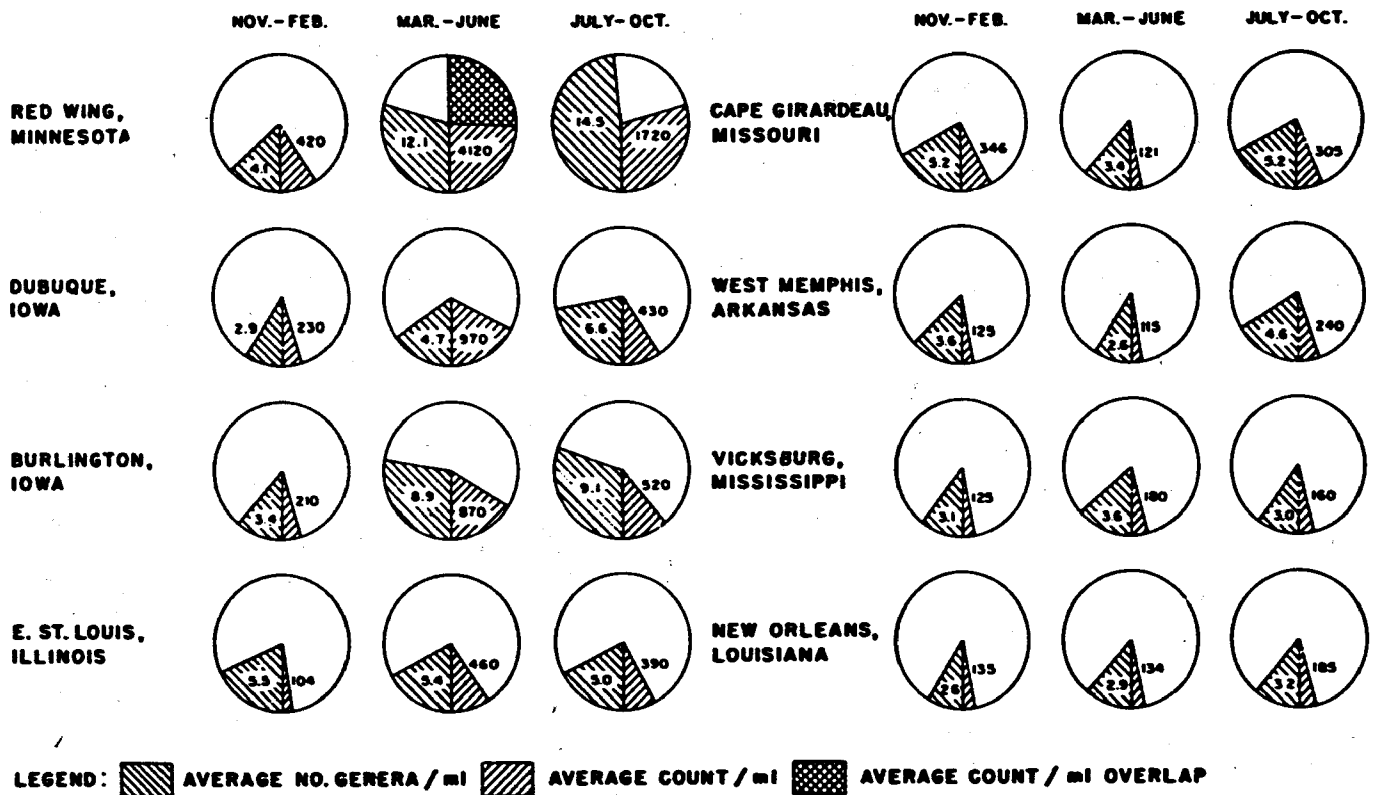 NOV.–FEB. MAR.–JUNE JULY–OCT. NOV.–FEB. MAR.–JUNE JULY–OCT.
RED WING,
MINNESOTA
4.1 420
12.1 4120
14.5 1720
CAPE GIRARDEAU,
MISSOURI
5.2 346
3.4 121
5.2 305
DUBUQUE,
IOWA
2.9 230
4.7 970
6.6 430
WEST MEMPHIS,
ARKANSAS
3.6 125
2.6 115
4.6 240
BURLINGTON,
IOWA
3.4 210
8.9 870
9.1 520
VICKSBURG,
MISSISSIPPI
3.1 125
3.6 180
3.0 160
E. ST. LOUIS,
ILLINOIS
5.5 104
5.4 460
5.0 390
NEW ORLEANS,
LOUISIANA
2.6 135
2.9 134
3.2 185
LEGEND: AVERAGE NO. GENERA / ml AVERAGE COUNT / ml AVERAGE COUNT / ml OVERLAP